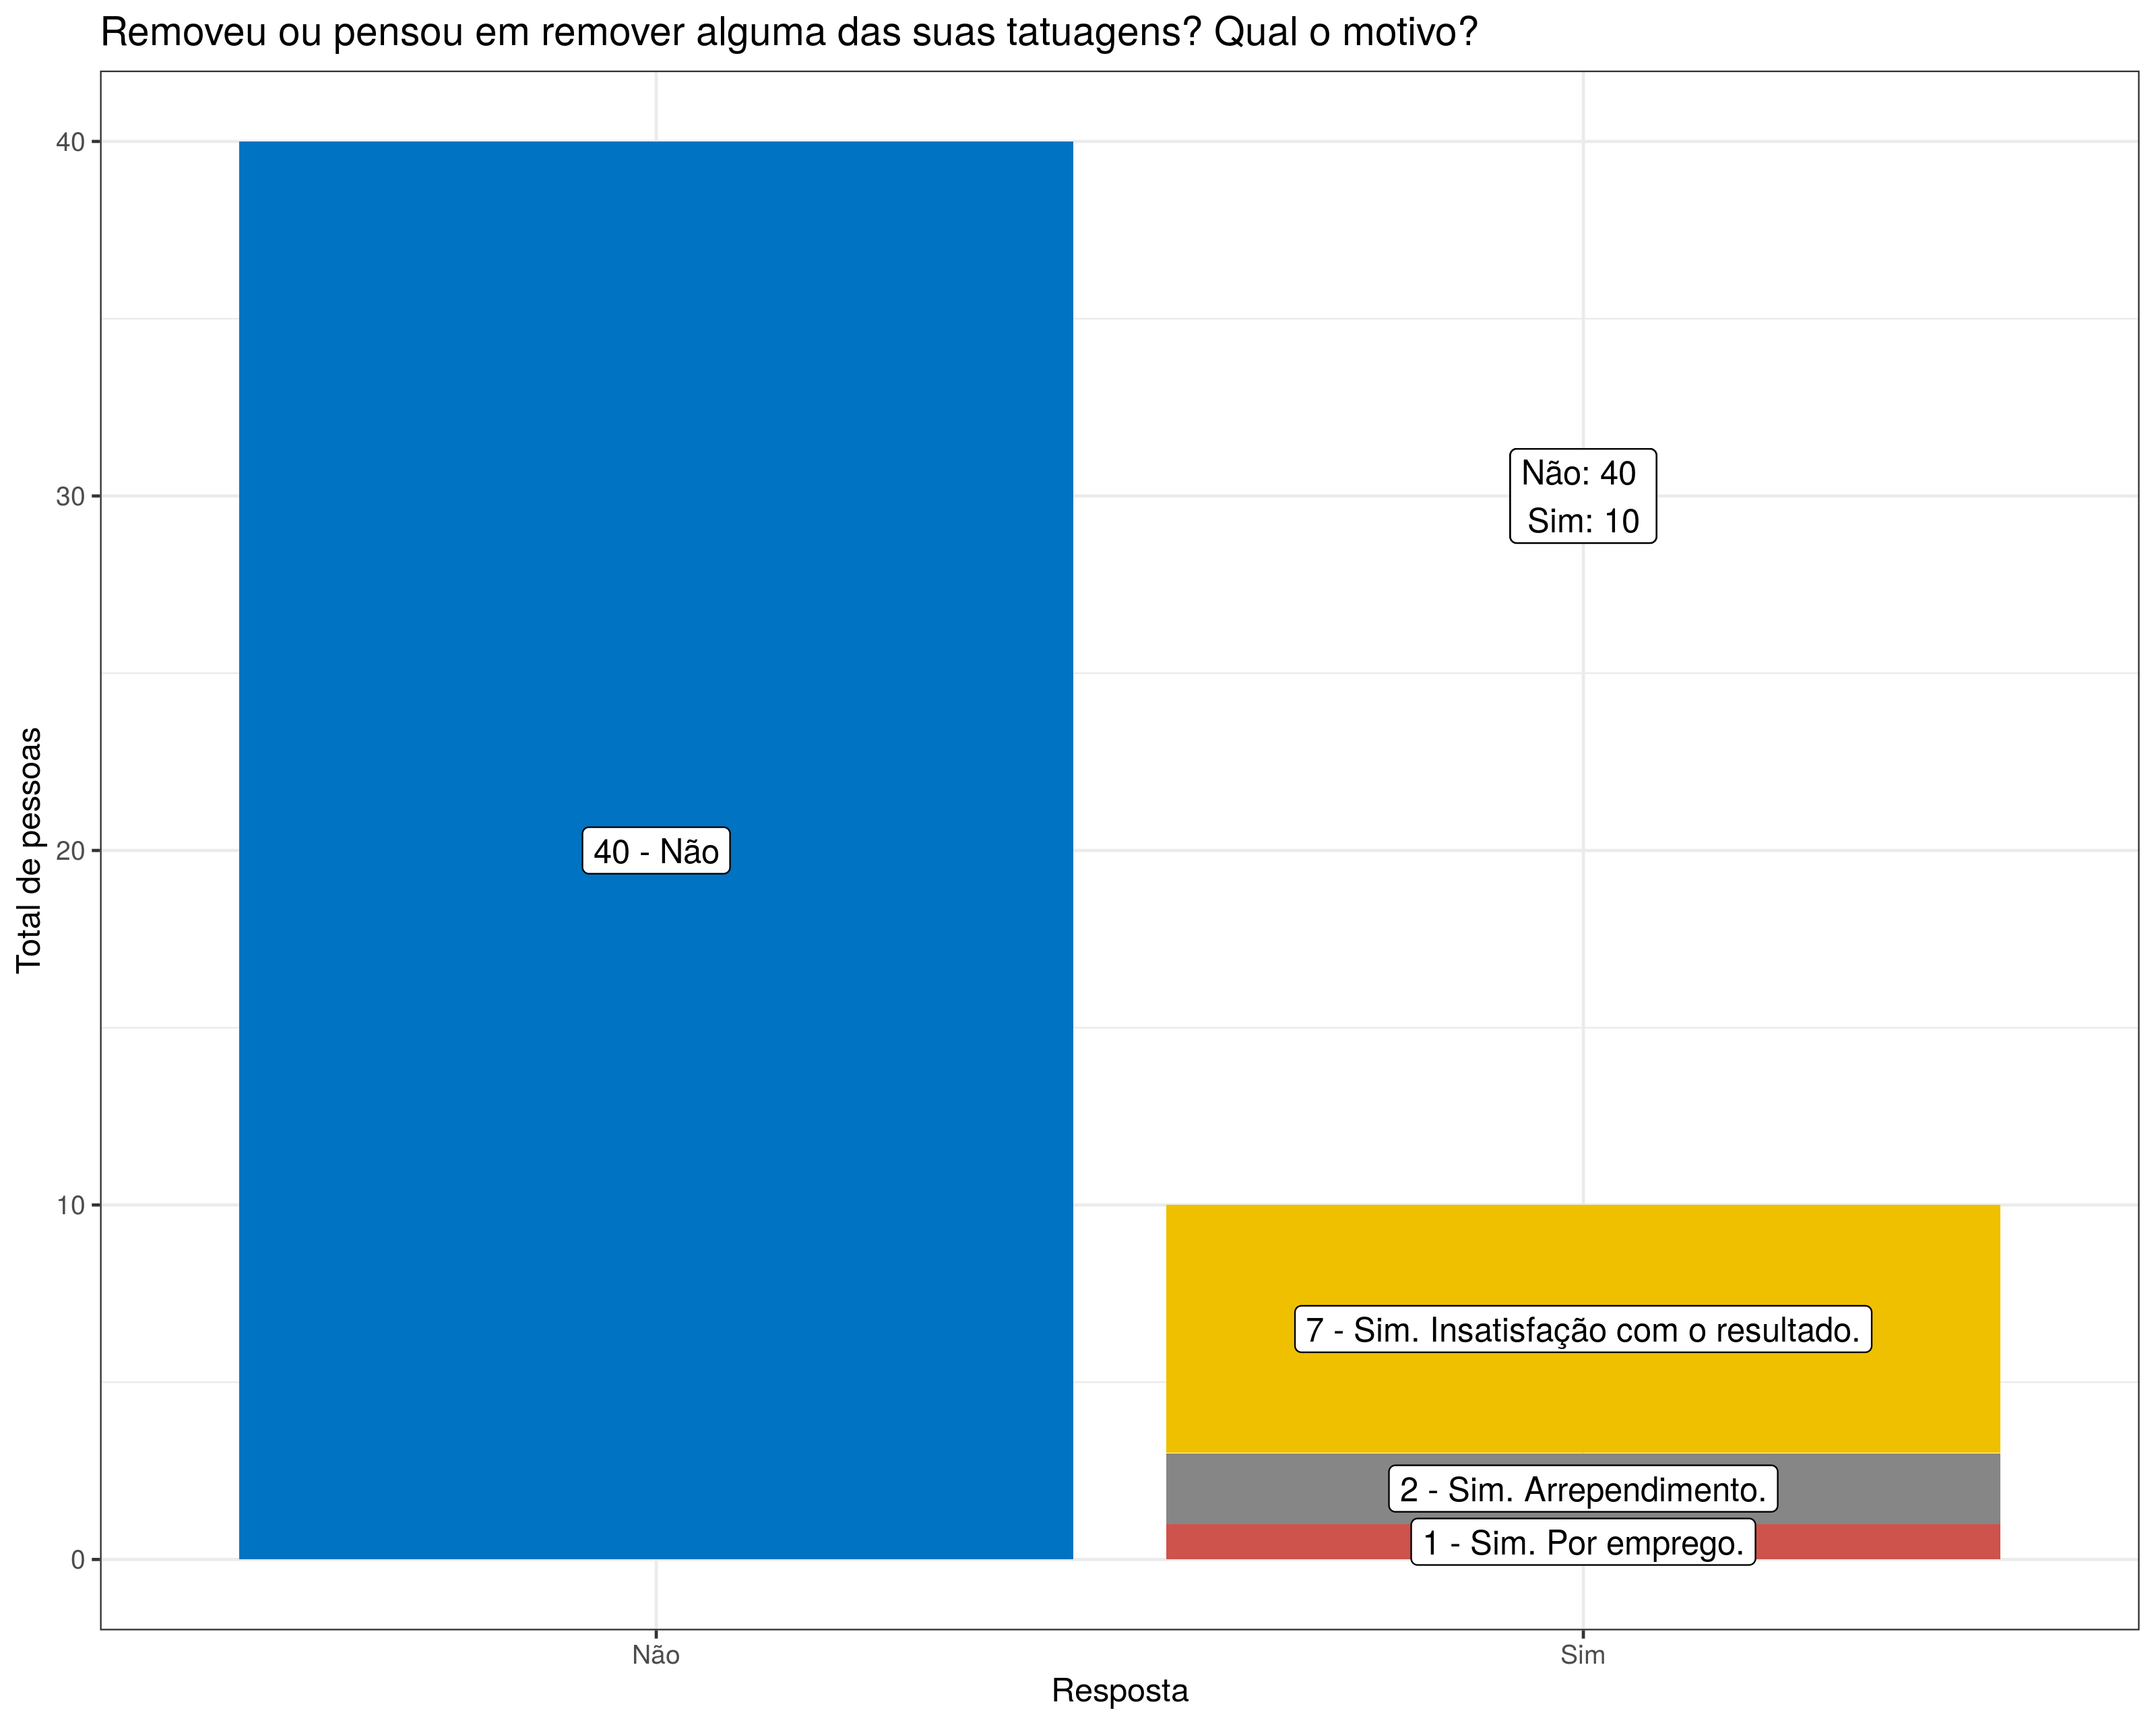 Removeu ou pensou em remover alguma das suas tatuagens? Qual o motivo?
Total de pessoas
40
30
20
10
0
40 - Não
Não: 40
Sim: 10
7 - Sim. Insatisfação com o resultado.
2 - Sim. Arrependimento.
1 - Sim. Por emprego.
Não
Sim
Resposta